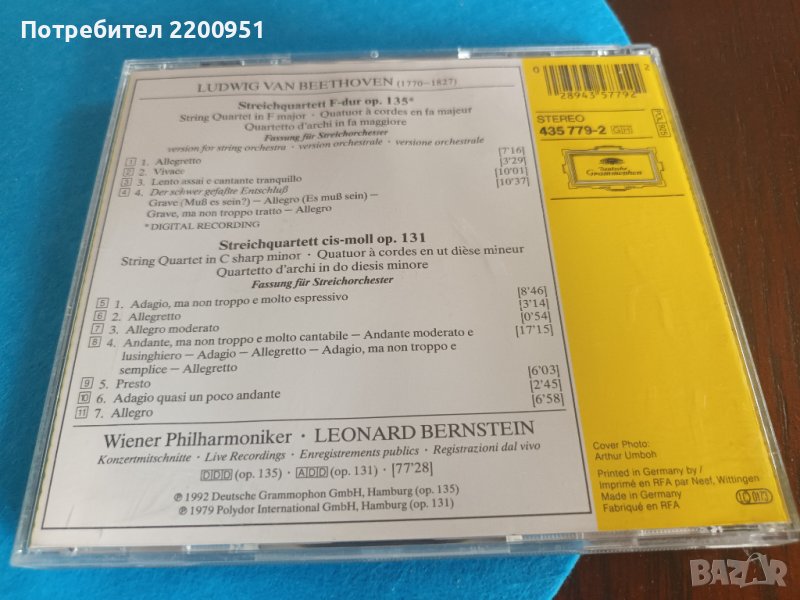 Потребител 2200951
LUDWIG VAN BEETHOVEN (1770–1827)
Streichquartett F-dur op. 135*
String Quartet in F major · Quatuor à cordes en fa majeur
Quartetto d'archi in fa maggiore
Fassung für Streichorchester
version for string orchestra · version orchestrale · versione orchestrale
1 1. Allegretto [7'16]
2 2. Vivace [3'29]
3 3. Lento assai e cantante tranquillo [10'01]
4 4. Der schwer gefaßte Entschluß [10'37]
Grave (Muß es sein?) – Allegro (Es muß sein) –
Grave, ma non troppo tratto – Allegro
*DIGITAL RECORDING
Streichquartett cis-moll op. 131
String Quartet in C sharp minor · Quatuor à cordes en ut dièse mineur
Quartetto d'archi in do diesis minore
Fassung für Streichorchester
5 1. Adagio, ma non troppo e molto espressivo [8'46]
6 2. Allegretto [3'14]
7 3. Allegro moderato [0'54]
8 4. Andante, ma non troppo e molto cantabile – Andante moderato e [17'15]
lusinghiero – Adagio – Allegretto – Adagio, ma non troppo e
semplice – Allegretto
9 5. Presto [6'03]
10 6. Adagio quasi un poco andante [2'45]
11 7. Allegro [6'58]
Wiener Philharmoniker · LEONARD BERNSTEIN
Konzertmitschnitte · Live Recordings · Enregistrements publics · Registrazioni dal vivo
DDD (op. 135) · ADD (op. 131) · [77'28]
℗ 1992 Deutsche Grammophon GmbH, Hamburg (op. 135)
℗ 1979 Polydor International GmbH, Hamburg (op. 131)
0 28943 57792 2
STEREO
435 779-2 GH
Deutsche
Grammophon
Cover Photo:
Arthur Umboh
Printed in Germany by /
Imprimé en RFA par Neef, Wittingen
Made in Germany
Fabriqué en RFA
LC 0173
BAZAR